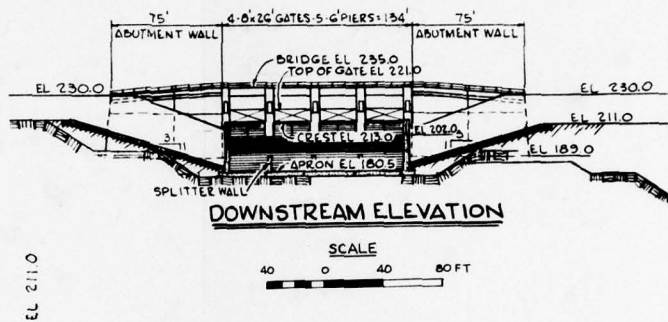 75' 4-8'x26' GATES-5-6' PIERS=134' 75'
ABUTMENT WALL ABUTMENT WALL
BRIDGE EL 235.0
TOP OF GATE EL 221.0
EL 230.0 EL 230.0
EL 211.0
CREST EL 213.0 EL 202.0
3 3
EL 189.0
APRON EL 180.5
SPLITTER WALL
DOWNSTREAM ELEVATION
SCALE
40 0 40 80 FT
EL 211.0